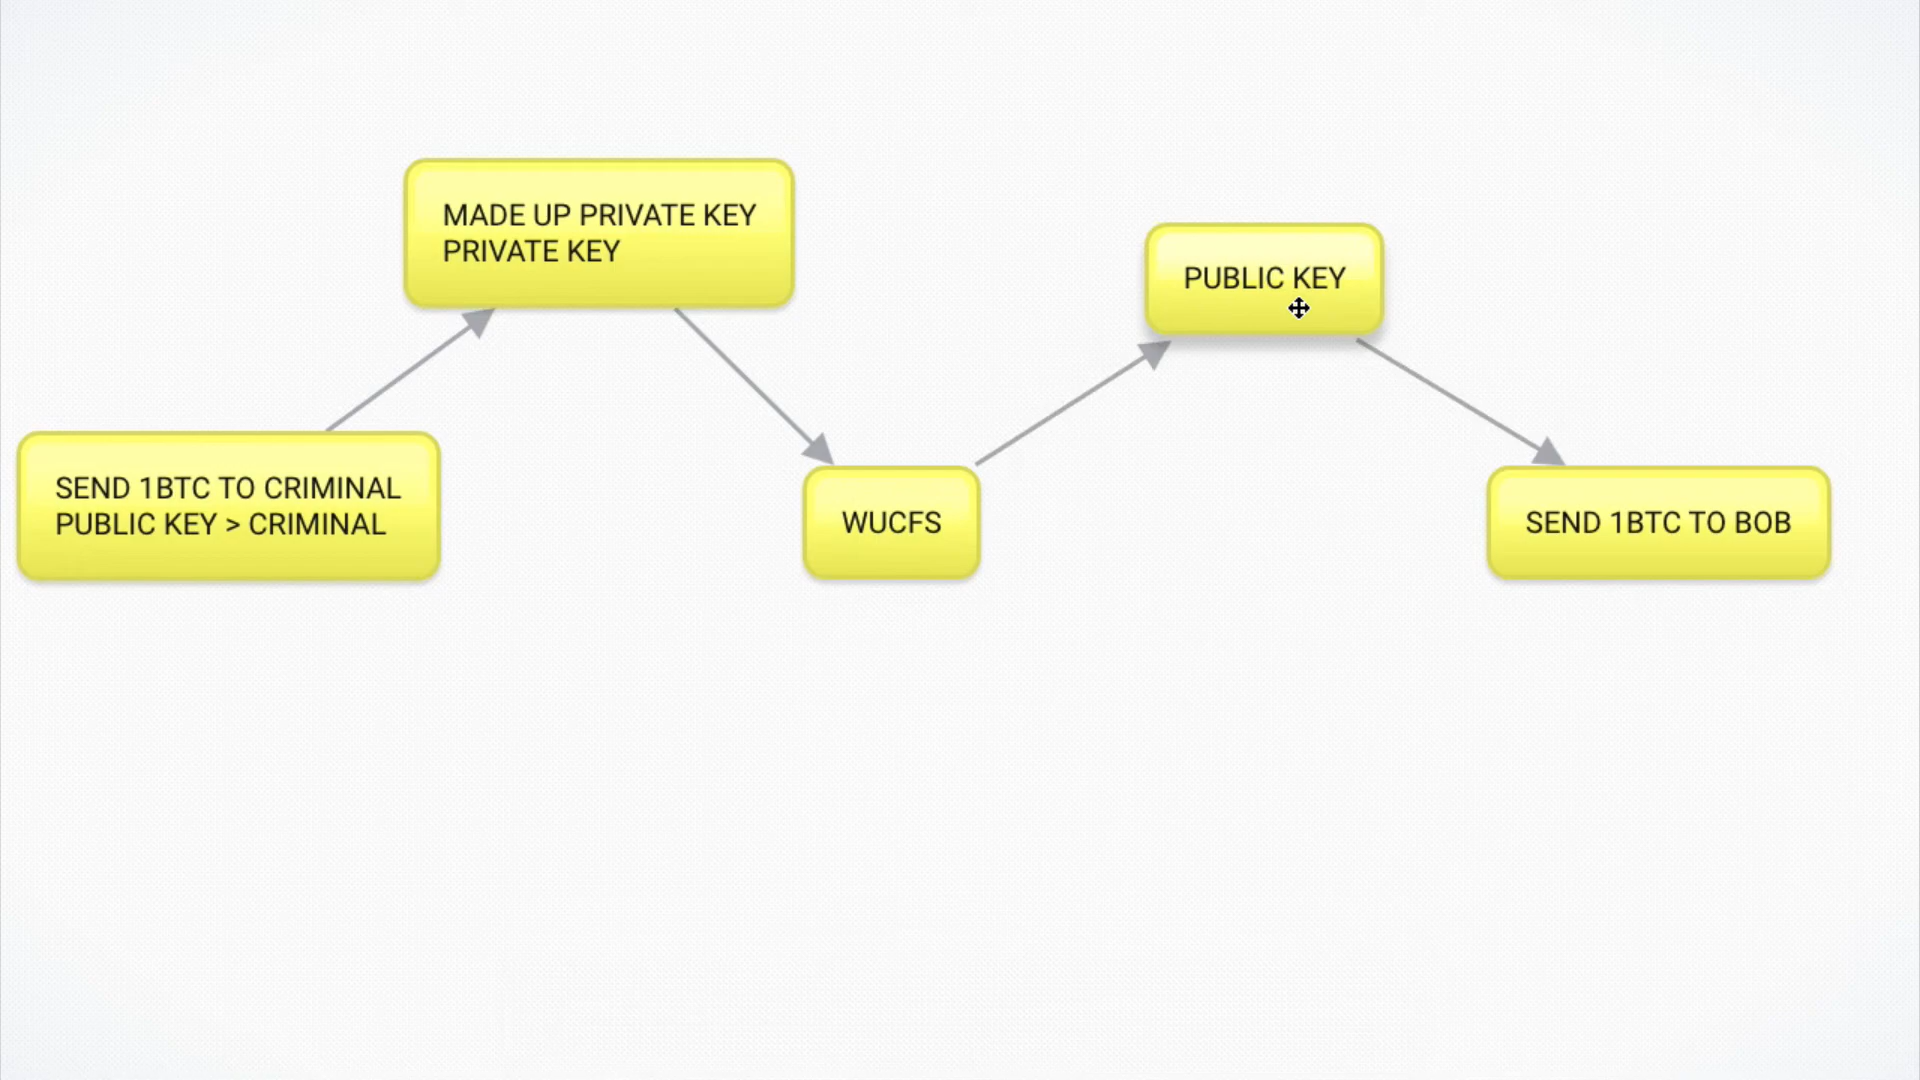 MADE UP PRIVATE KEY
PRIVATE KEY
PUBLIC KEY
SEND 1BTC TO CRIMINAL
PUBLIC KEY > CRIMINAL
WUCFS
SEND 1BTC TO BOB